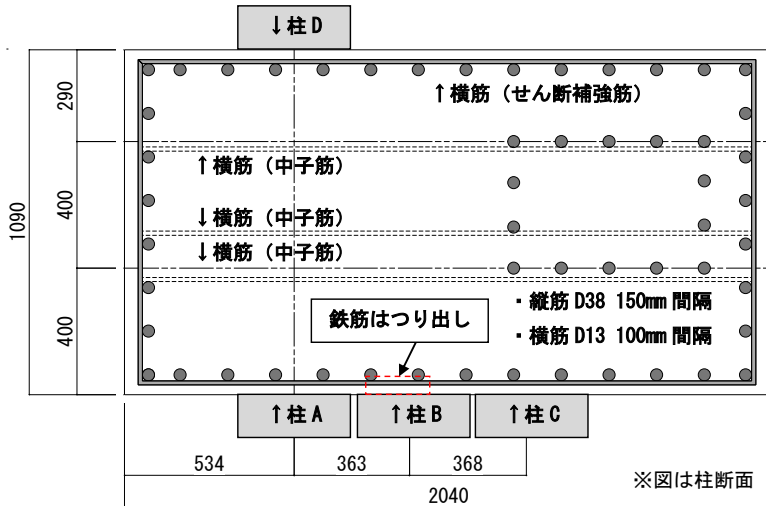 ↓柱D
290
↑横筋（せん断補強筋）
↑横筋（中子筋）
1090
400
↓横筋（中子筋）
↓横筋（中子筋）
・縦筋 D38 150mm 間隔
鉄筋はつり出し
・横筋 D13 100mm 間隔
400
↑柱A
↑柱B
↑柱C
534
363
368
※図は柱断面
2040